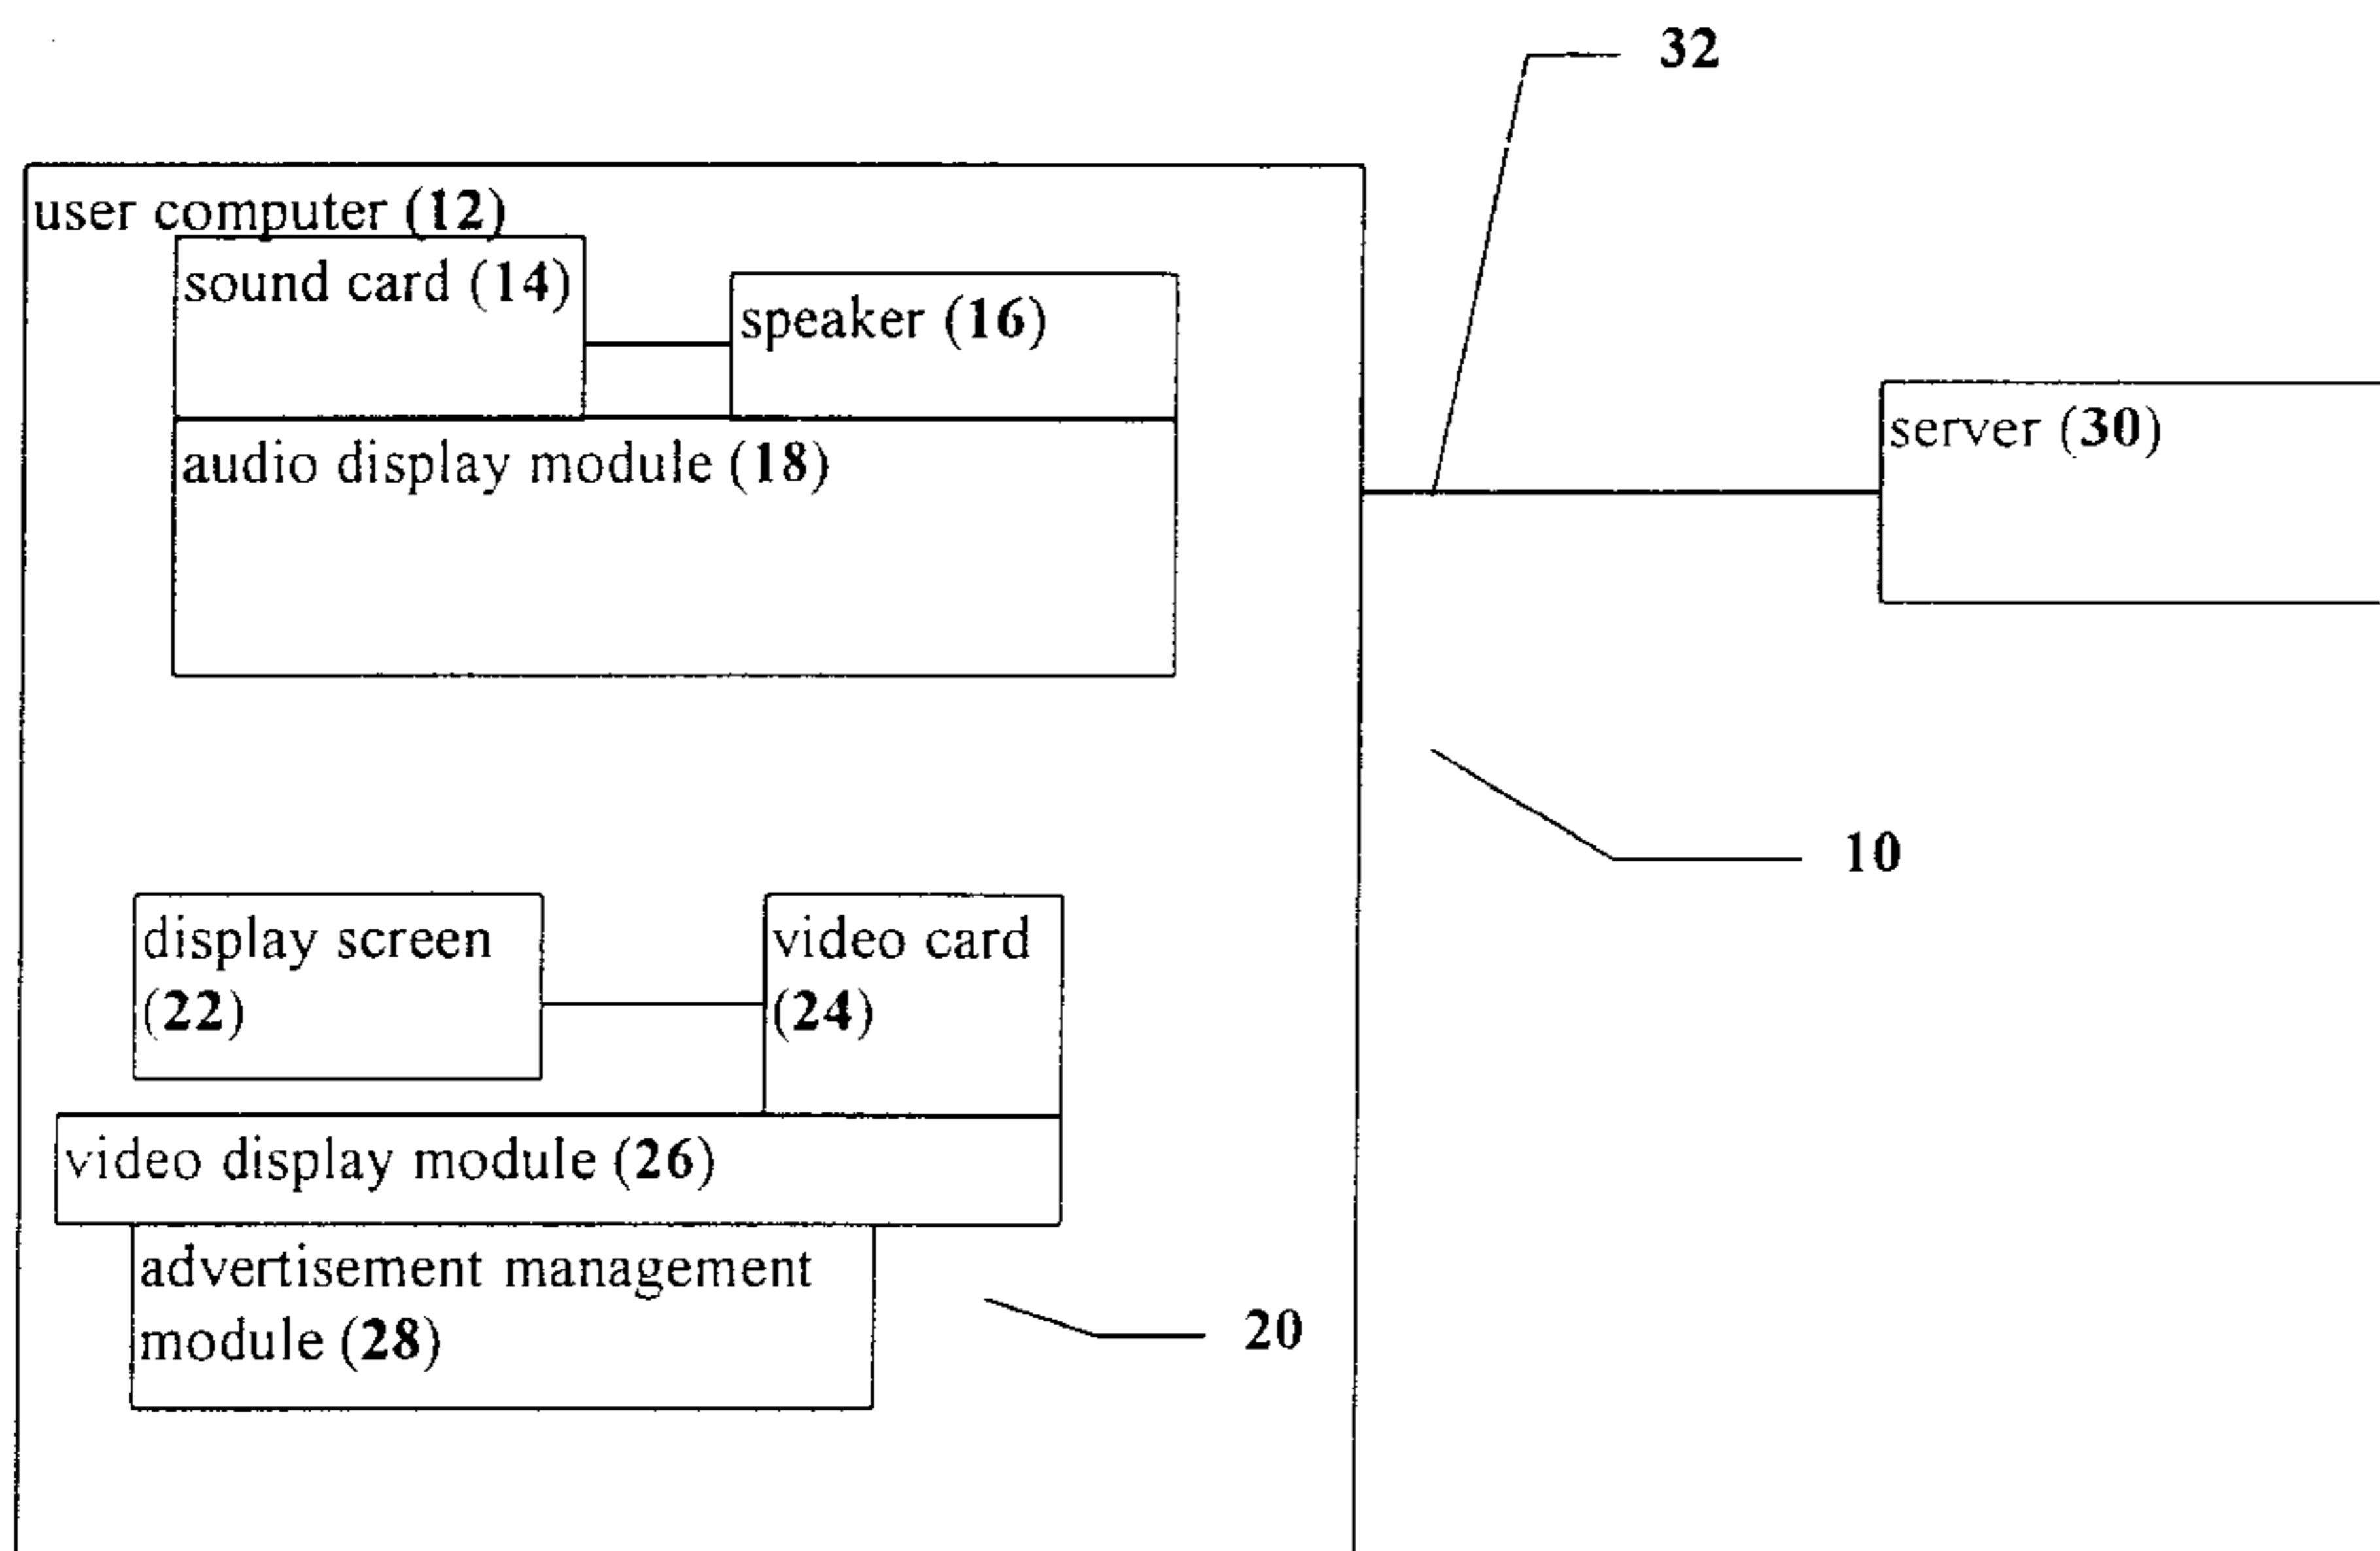 32
user computer (12)
sound card (14)
speaker (16)
server (30)
audio display module (18)
10
display screen
(22)
video card
(24)
video display module (26)
advertisement management
module (28)
20